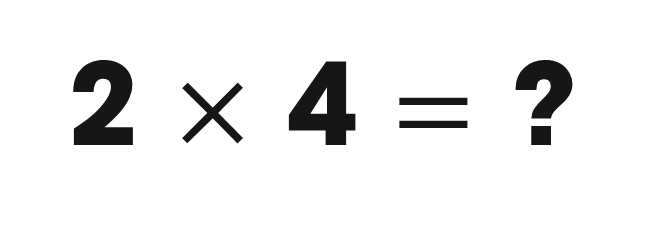 2 × 4 = ?